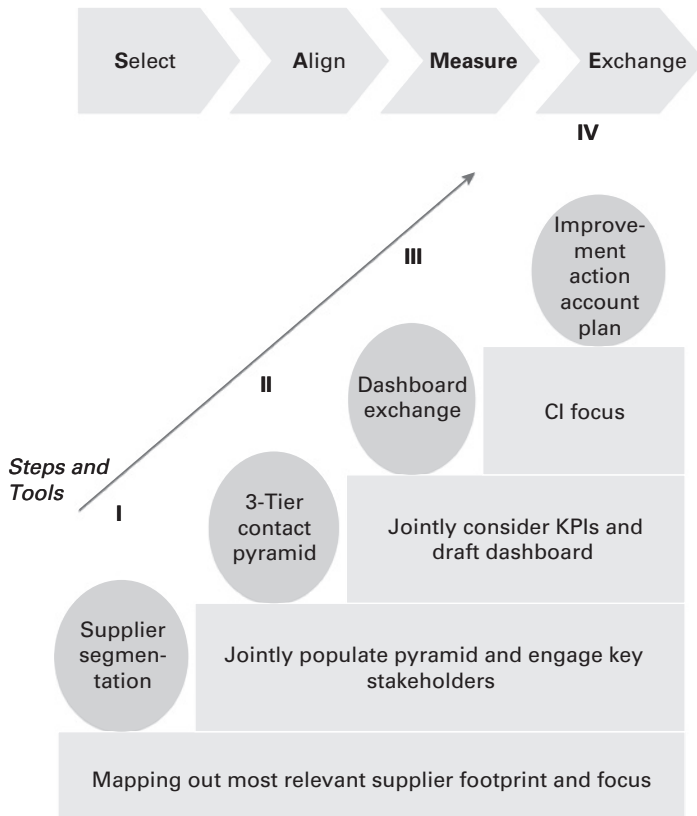 Select
Align
Measure
Exchange
IV
Improve-
ment
action
account
plan
III
Dashboard
exchange
CI focus
II
Steps and
Tools
I
3-Tier
contact
pyramid
Jointly consider KPIs and
draft dashboard
Supplier
segmen-
tation
Jointly populate pyramid and engage key
stakeholders
Mapping out most relevant supplier footprint and focus